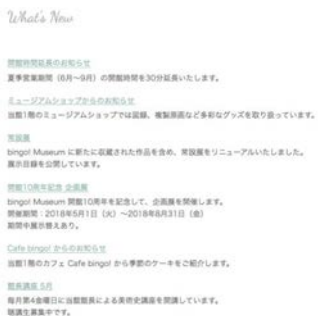 What's New
開館時間延長のお知らせ
夏季営業期間（6月〜9月）の開館時間を30分延長いたします。
ミュージアムショップからのお知らせ
当館1階のミュージアムショップでは図録、複製原画など多彩なグッズを取り扱っています。
常設展
bingo! Museum に新たに収蔵された作品を含め、常設展をリニューアルいたしました。
展示目録を公開しています。
開館10周年記念 企画展
bingo! Museum 開館10周年を記念して、企画展を開催します。
開催期間：2018年5月1日（火）〜2018年8月31日（金）
期間中展示替えあり。
Cafe bingo! からのお知らせ
当館1階のカフェ Cafe bingo! から季節のケーキをご紹介します。
館長講座 5月
毎月第4金曜日に当館館長による美術史講座を開講しています。
聴講生募集中です。